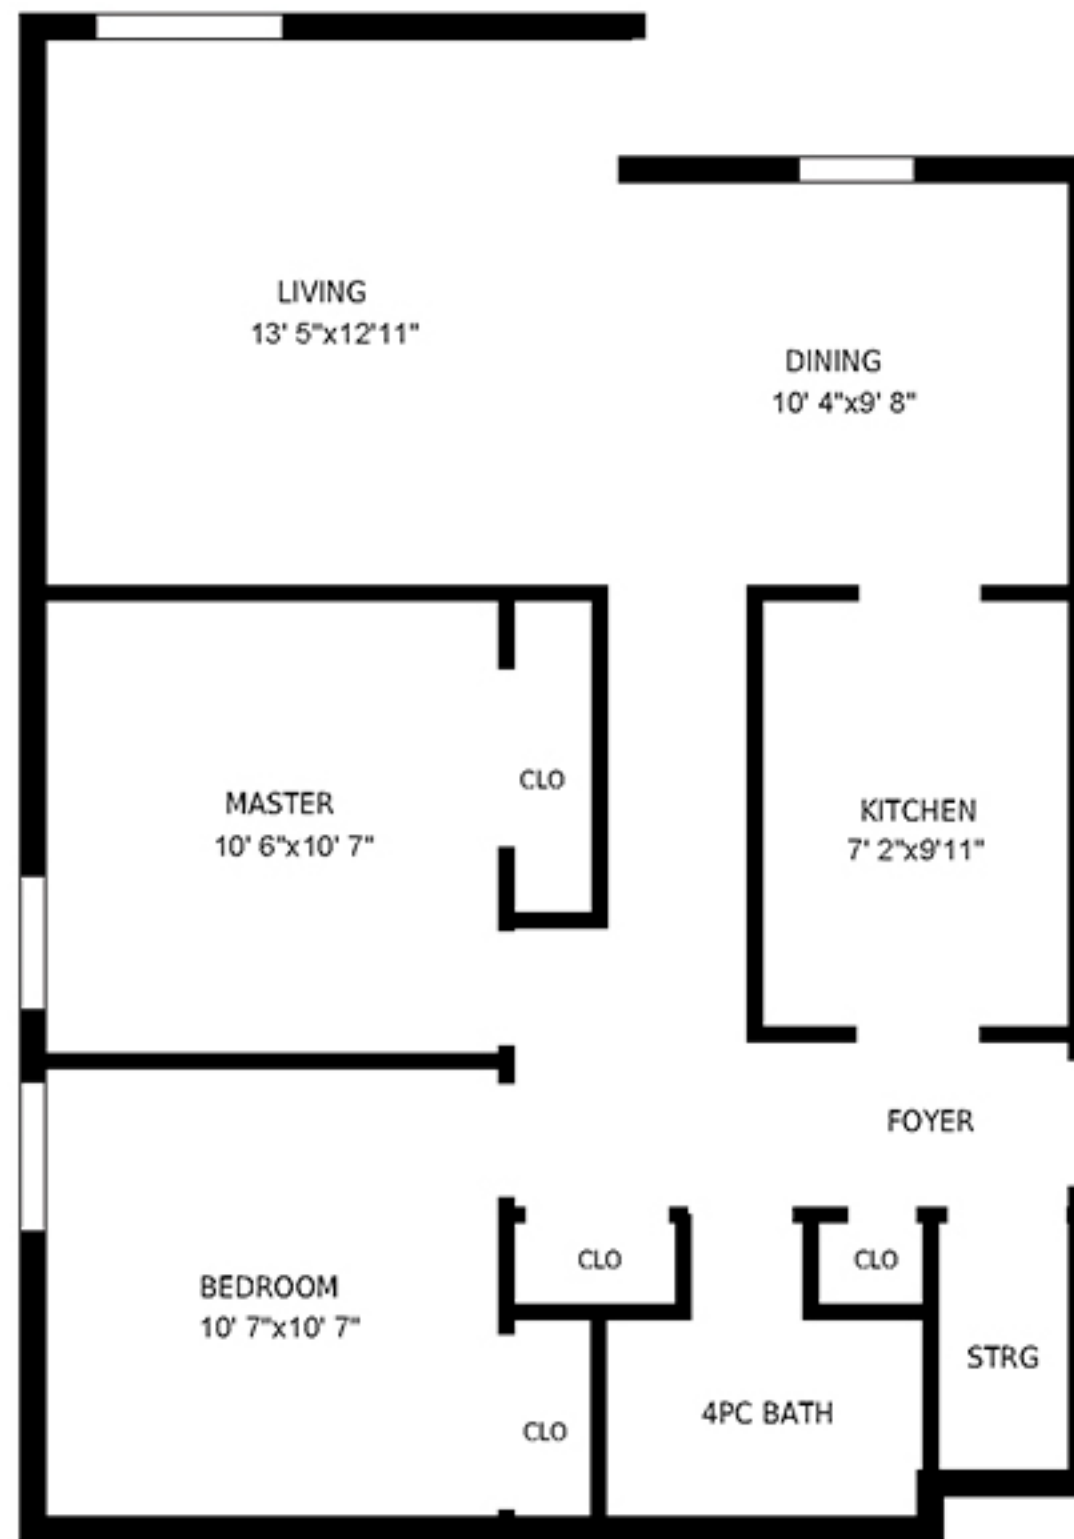 LIVING
13' 5"x12'11"
DINING
10' 4"x9' 8"
CLO
MASTER
10' 6"x10' 7"
KITCHEN
7' 2"x9'11"
FOYER
CLO
CLO
BEDROOM
10' 7"x10' 7"
STRG
4PC BATH
CLO